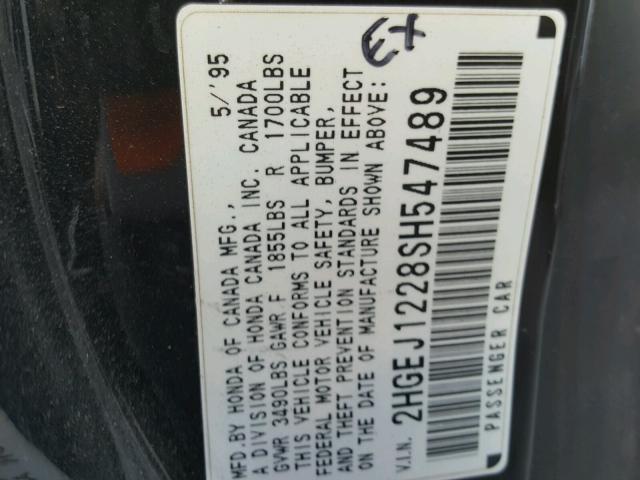 MFD.BY HONDA OF CANADA MFG., 5/'95
A DIVISION OF HONDA CANADA INC. CANADA
GVWR 3490LBS GAWR F 1855LBS R 1700LBS
THIS VEHICLE CONFORMS TO ALL APPLICABLE
FEDERAL MOTOR VEHICLE SAFETY, BUMPER,
AND THEFT PREVENTION STANDARDS IN EFFECT
ON THE DATE OF MANUFACTURE SHOWN ABOVE:
EX
V.I.N. 2HGEJ1228SH547489
PASSENGER CAR